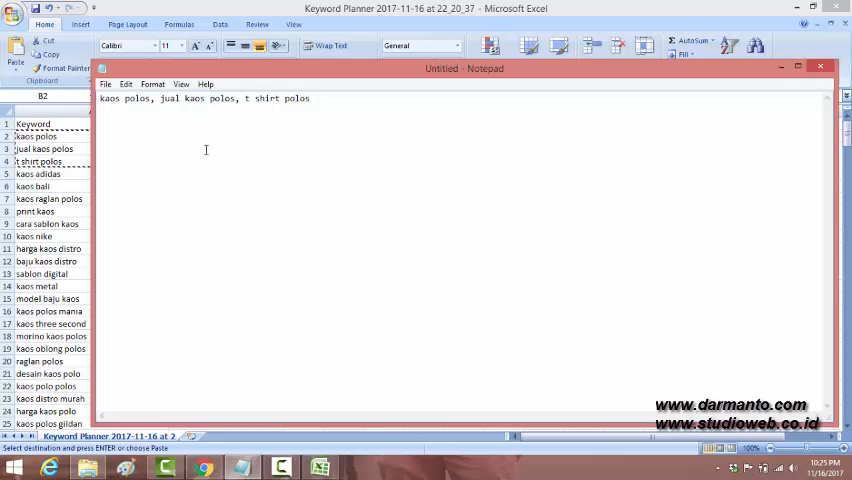 Keyword Planner 2017-11-16 at 22_20_37 - Microsoft Excel
Home Insert Page Layout Formulas Data Review View
Cut
Copy
Format Painter
Paste
Calibri 11
Wrap Text
General
AutoSum
Fill
Untitled - Notepad
File Edit Format View Help
kaos polos, jual kaos polos, t shirt polos
B2
1 Keyword
2 kaos polos
3 jual kaos polos
4 t shirt polos
5 kaos adidas
6 kaos bali
7 kaos raglan polos
8 print kaos
9 cara sablon kaos
10 kaos nike
11 harga kaos distro
12 baju kaos distro
13 sablon digital
14 kaos metal
15 model baju kaos
16 kaos polos mania
17 kaos three second
18 morino kaos polos
19 kaos oblong polos
20 raglan polos
21 desain kaos polo
22 kaos polo polos
23 kaos distro murah
24 harga kaos polo
25 kaos polos gildan
www.darmanto.com
www.studioweb.co.id
Keyword Planner 2017-11-16 at 2
Select destination and press ENTER or choose Paste
100%
10:25 PM
11/16/2017